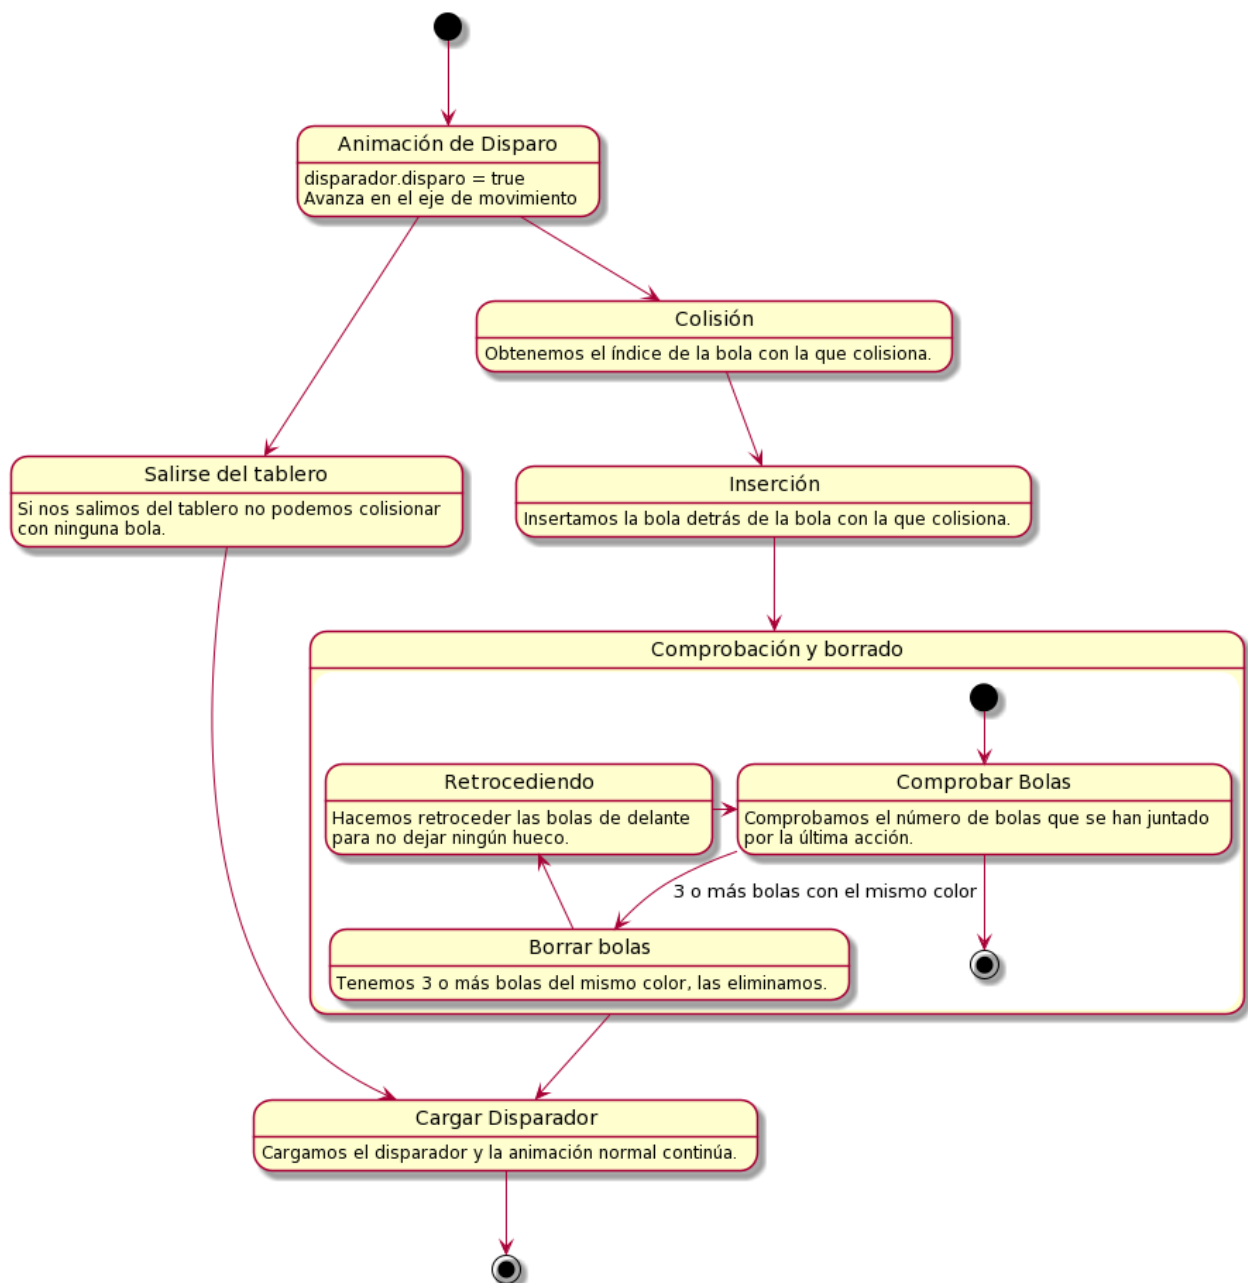 Animación de Disparo
disparador.disparo = true
Avanza en el eje de movimiento
Colisión
Obtenemos el índice de la bola con la que colisiona.
Salirse del tablero
Si nos salimos del tablero no podemos colisionar
con ninguna bola.
Inserción
Insertamos la bola detrás de la bola con la que colisiona.
Comprobación y borrado
Retrocediendo
Hacemos retroceder las bolas de delante
para no dejar ningún hueco.
Comprobar Bolas
Comprobamos el número de bolas que se han juntado
por la última acción.
3 o más bolas con el mismo color
Borrar bolas
Tenemos 3 o más bolas del mismo color, las eliminamos.
Cargar Disparador
Cargamos el disparador y la animación normal continúa.